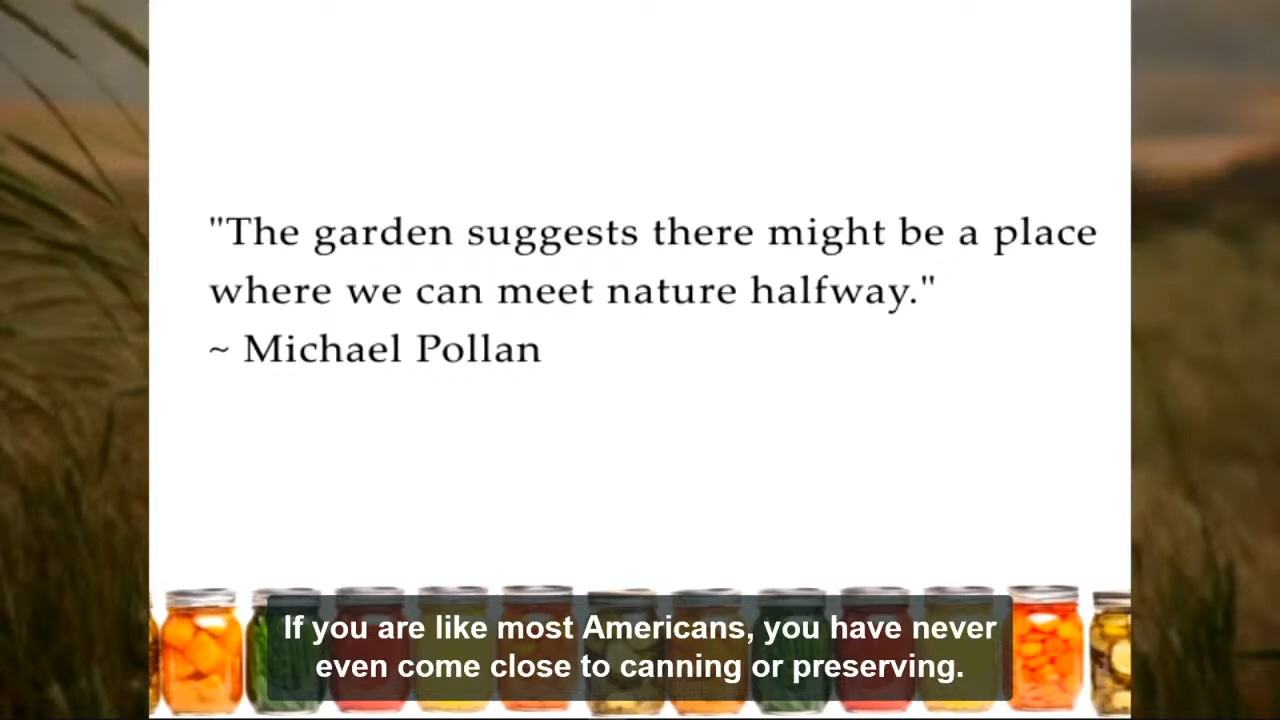 "The garden suggests there might be a place
where we can meet nature halfway."
~ Michael Pollan
If you are like most Americans, you have never
even come close to canning or preserving.